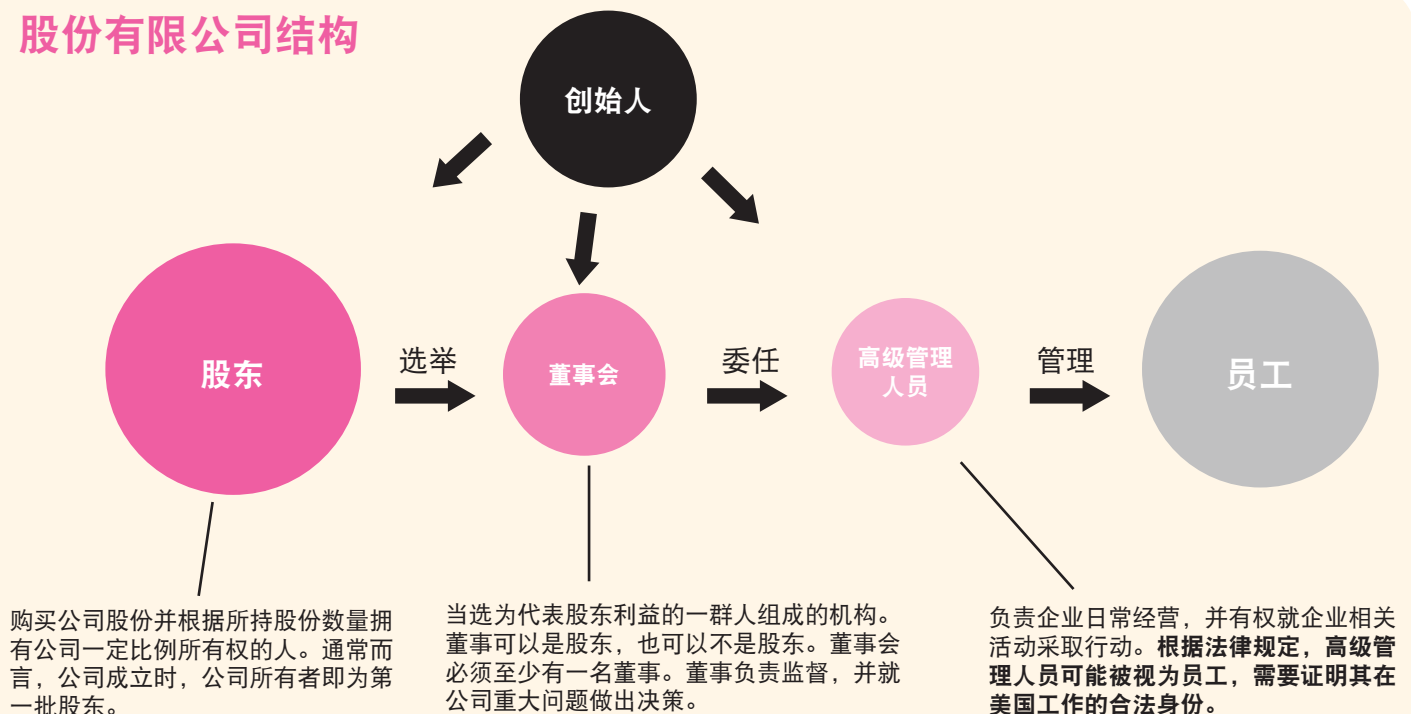 股份有限公司结构
创始人
股东
选举
董事会
委任
高级管理
人员
管理
员工
购买公司股份并根据所持股份数量拥
有公司一定比例所有权的人。通常而
言，公司成立时，公司所有者即为第
一批股东。
当选为代表股东利益的一群人组成的机构。
董事可以是股东，也可以不是股东。董事会
必须至少有一名董事。董事负责监督，并就
公司重大问题做出决策。
负责企业日常经营，并有权就企业相关
活动采取行动。根据法律规定，高级管
理人员可能被视为员工，需要证明其在
美国工作的合法身份。